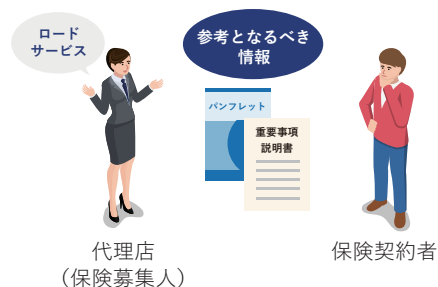 ロード
サービス
参考となるべき
情報
パンフレット
重要事項
説明書
代理店
（保険募集人）
保険契約者